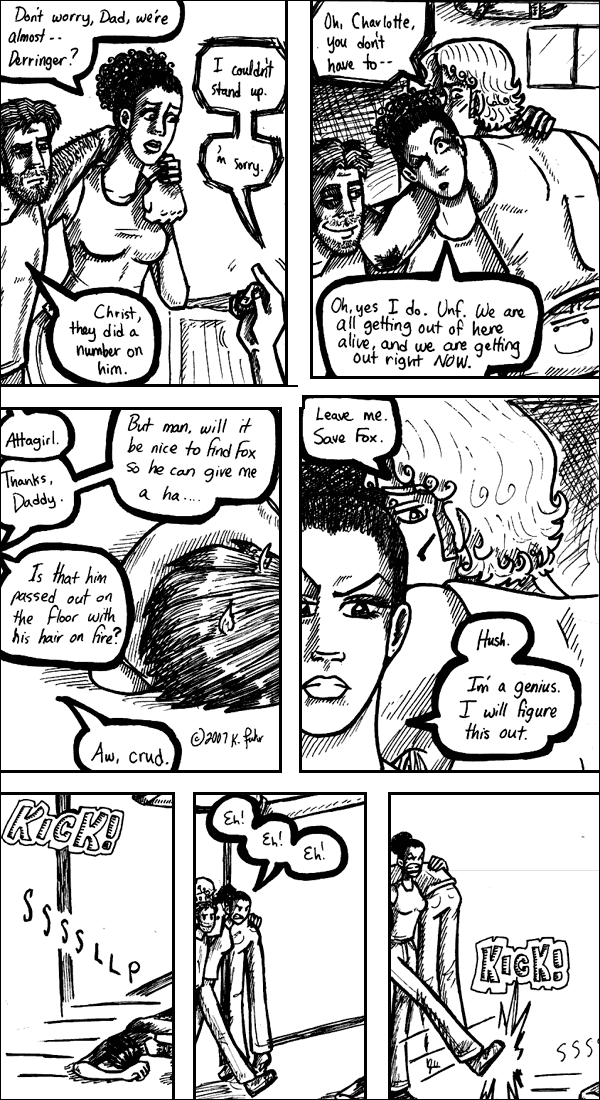 Don't worry, Dad, we're
almost--
Derringer?
I couldn't
stand up.
'm sorry.
Christ,
they did a
number on
him.
Oh, Charlotte,
you don't
have to--
Oh, yes I do. Unf. We are
all getting out of here
alive, and we are getting
out right NOW.
Attagirl.
Thanks,
Daddy.
But man, will it
be nice to find Fox
so he can give me
a ha....
Is that him
passed out on
the floor with
his hair on fire?
Aw, crud.
©2007 K. Fuhr
Leave me.
Save Fox.
Hush.
I'm a genius.
I will figure
this out.
KICK!
SSSSLLP
Eh!
Eh!
Eh!
KICK!
SSSS